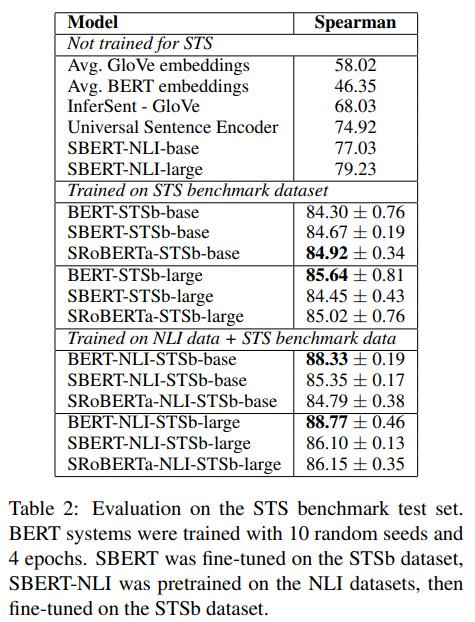 Model Spearman
Not trained for STS
Avg. GloVe embeddings 58.02
Avg. BERT embeddings 46.35
InferSent - GloVe 68.03
Universal Sentence Encoder 74.92
SBERT-NLI-base 77.03
SBERT-NLI-large 79.23
Trained on STS benchmark dataset
BERT-STSb-base 84.30 ± 0.76
SBERT-STSb-base 84.67 ± 0.19
SRoBERTa-STSb-base 84.92 ± 0.34
BERT-STSb-large 85.64 ± 0.81
SBERT-STSb-large 84.45 ± 0.43
SRoBERTa-STSb-large 85.02 ± 0.76
Trained on NLI data + STS benchmark data
BERT-NLI-STSb-base 88.33 ± 0.19
SBERT-NLI-STSb-base 85.35 ± 0.17
SRoBERTa-NLI-STSb-base 84.79 ± 0.38
BERT-NLI-STSb-large 88.77 ± 0.46
SBERT-NLI-STSb-large 86.10 ± 0.13
SRoBERTa-NLI-STSb-large 86.15 ± 0.35
Table 2: Evaluation on the STS benchmark test set.
BERT systems were trained with 10 random seeds and
4 epochs. SBERT was fine-tuned on the STSb dataset,
SBERT-NLI was pretrained on the NLI datasets, then
fine-tuned on the STSb dataset.